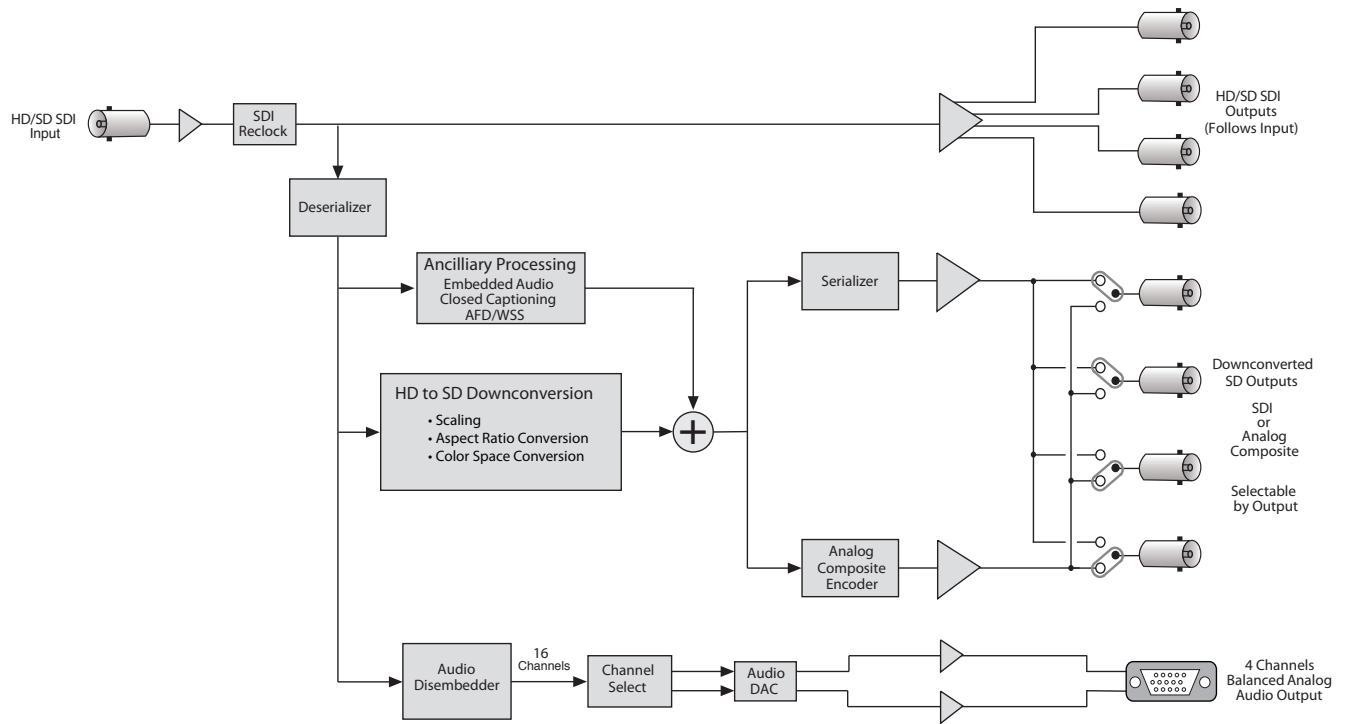 HD/SD SDI
Input
SDI
Reclock
HD/SD SDI
Outputs
(Follows Input)
Deserializer
Ancilliary Processing
Embedded Audio
Closed Captioning
AFD/WSS
HD to SD Downconversion
• Scaling
• Aspect Ratio Conversion
• Color Space Conversion
+
Serializer
Analog
Composite
Encoder
Downconverted
SD Outputs
SDI
or
Analog
Composite
Selectable
by Output
Audio
Disembedder
16
Channels
Channel
Select
Audio
DAC
4 Channels
Balanced Analog
Audio Output